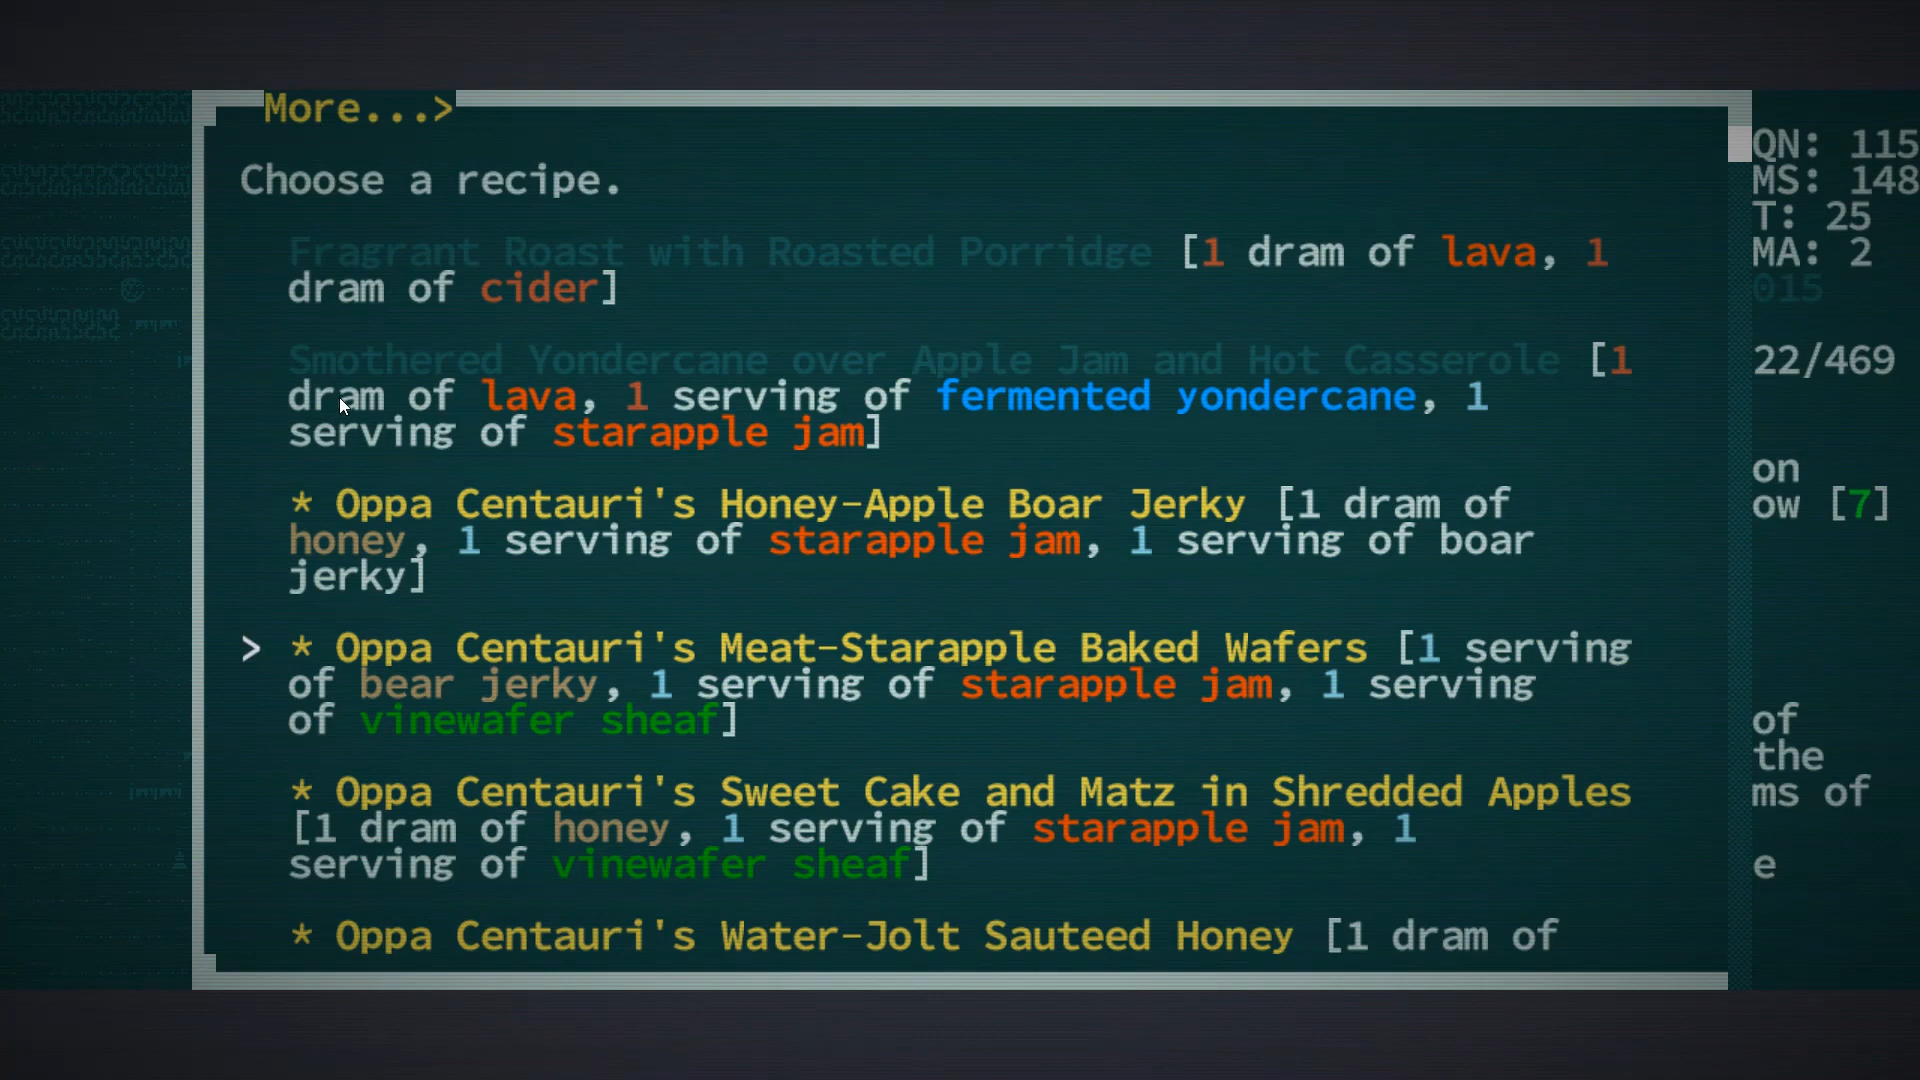 More...>
QN: 115
Choose a recipe.
MS: 148
T: 25
Fragrant Roast with Roasted Porridge [1 dram of lava, 1
MA: 2
dram of cider]
015
Smothered Yondercane over Apple Jam and Hot Casserole [1
22/469
dram of lava, 1 serving of fermented yondercane, 1
serving of starapple jam]
on
* Oppa Centauri's Honey-Apple Boar Jerky [1 dram of
ow [7]
honey, 1 serving of starapple jam, 1 serving of boar
jerky]
> * Oppa Centauri's Meat-Starapple Baked Wafers [1 serving
of bear jerky, 1 serving of starapple jam, 1 serving
of vinewafer sheaf]
of
the
* Oppa Centauri's Sweet Cake and Matz in Shredded Apples
ms of
[1 dram of honey, 1 serving of starapple jam, 1
serving of vinewafer sheaf]
e
* Oppa Centauri's Water-Jolt Sauteed Honey [1 dram of